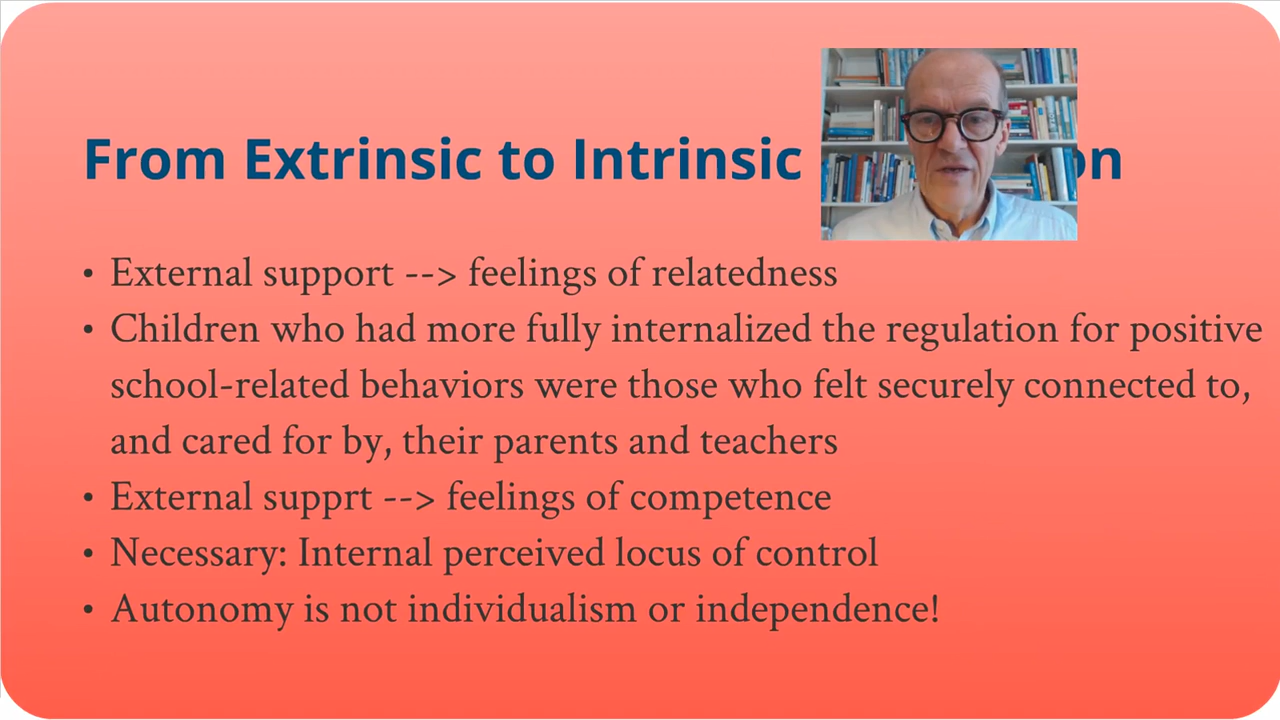 From Extrinsic to Intrinsic
• External support --> feelings of relatedness
• Children who had more fully internalized the regulation for positive
school-related behaviors were those who felt securely connected to,
and cared for by, their parents and teachers
• External supprt --> feelings of competence
• Necessary: Internal perceived locus of control
• Autonomy is not individualism or independence!